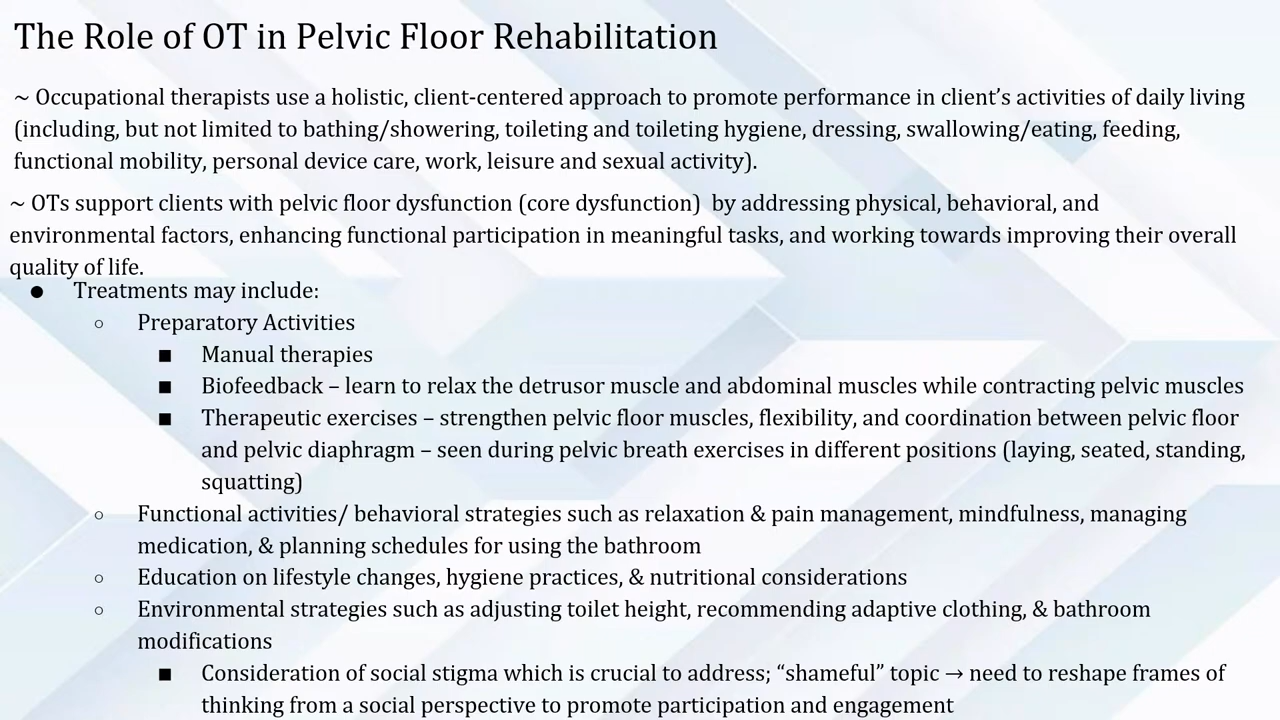 The Role of OT in Pelvic Floor Rehabilitation
~ Occupational therapists use a holistic, client-centered approach to promote performance in client’s activities of daily living
(including, but not limited to bathing/showering, toileting and toileting hygiene, dressing, swallowing/eating, feeding,
functional mobility, personal device care, work, leisure and sexual activity).
~ OTs support clients with pelvic floor dysfunction (core dysfunction)  by addressing physical, behavioral, and
environmental factors, enhancing functional participation in meaningful tasks, and working towards improving their overall
quality of life.
● Treatments may include:
○ Preparatory Activities
■ Manual therapies
■ Biofeedback – learn to relax the detrusor muscle and abdominal muscles while contracting pelvic muscles
■ Therapeutic exercises – strengthen pelvic floor muscles, flexibility, and coordination between pelvic floor
and pelvic diaphragm – seen during pelvic breath exercises in different positions (laying, seated, standing,
squatting)
○ Functional activities/ behavioral strategies such as relaxation & pain management, mindfulness, managing
medication, & planning schedules for using the bathroom
○ Education on lifestyle changes, hygiene practices, & nutritional considerations
○ Environmental strategies such as adjusting toilet height, recommending adaptive clothing, & bathroom
modifications
■ Consideration of social stigma which is crucial to address; “shameful” topic → need to reshape frames of
thinking from a social perspective to promote participation and engagement